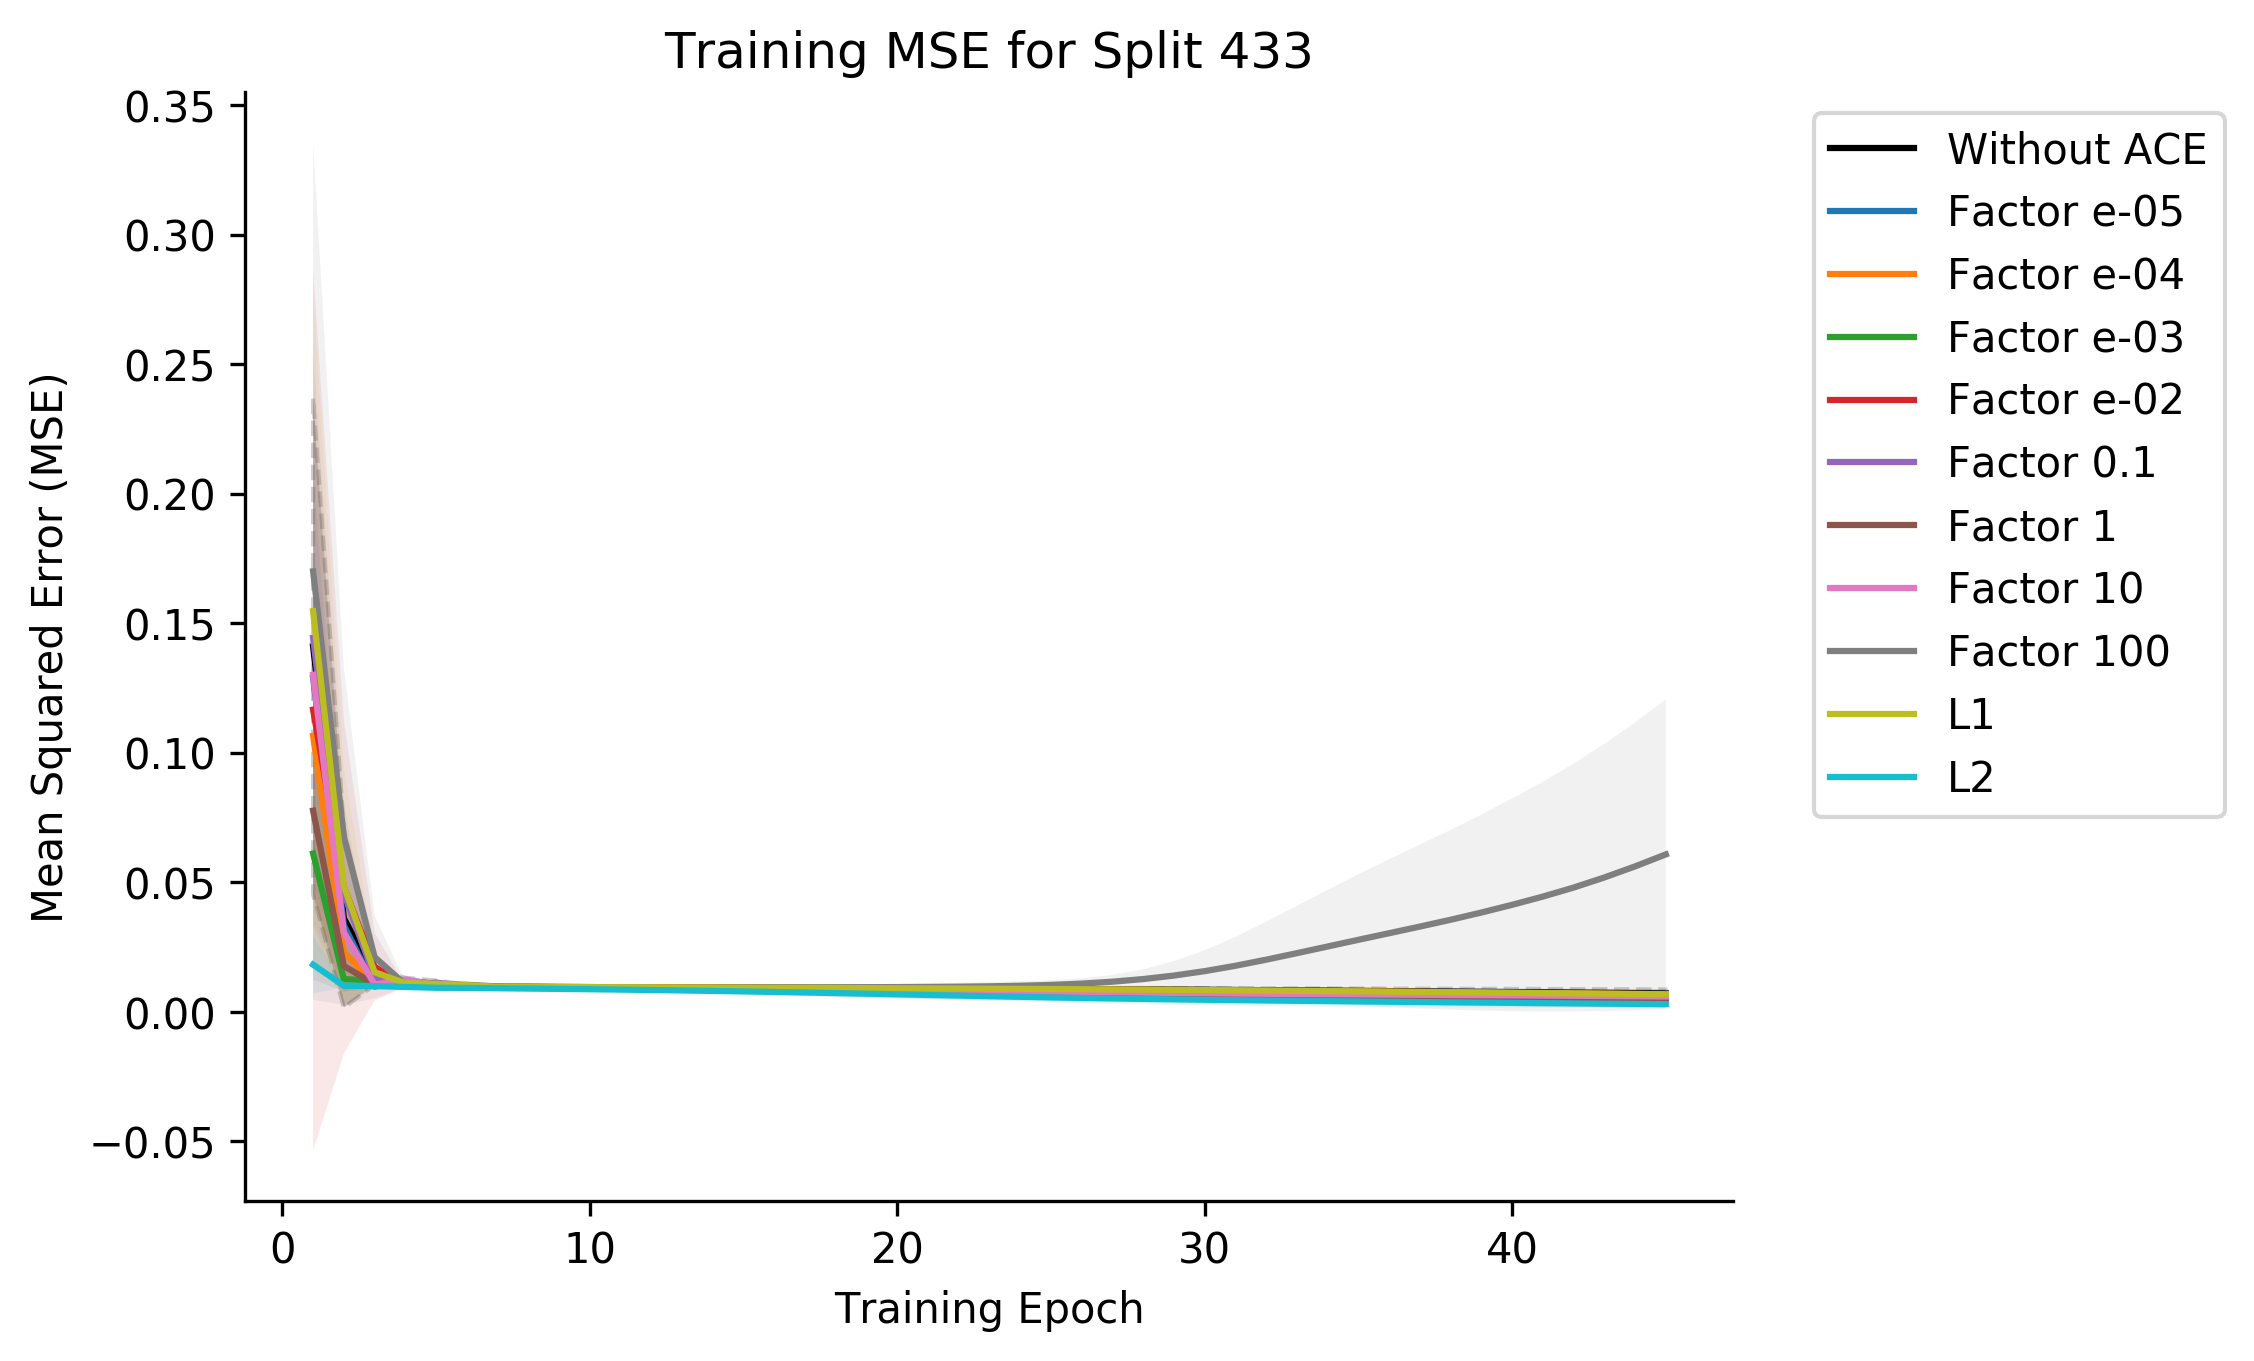 Training MSE for Split 433
Mean Squared Error (MSE)
0.35
0.30
0.25
0.20
0.15
0.10
0.05
0.00
−0.05
0
10
20
30
40
Training Epoch
Without ACE
Factor e-05
Factor e-04
Factor e-03
Factor e-02
Factor 0.1
Factor 1
Factor 10
Factor 100
L1
L2